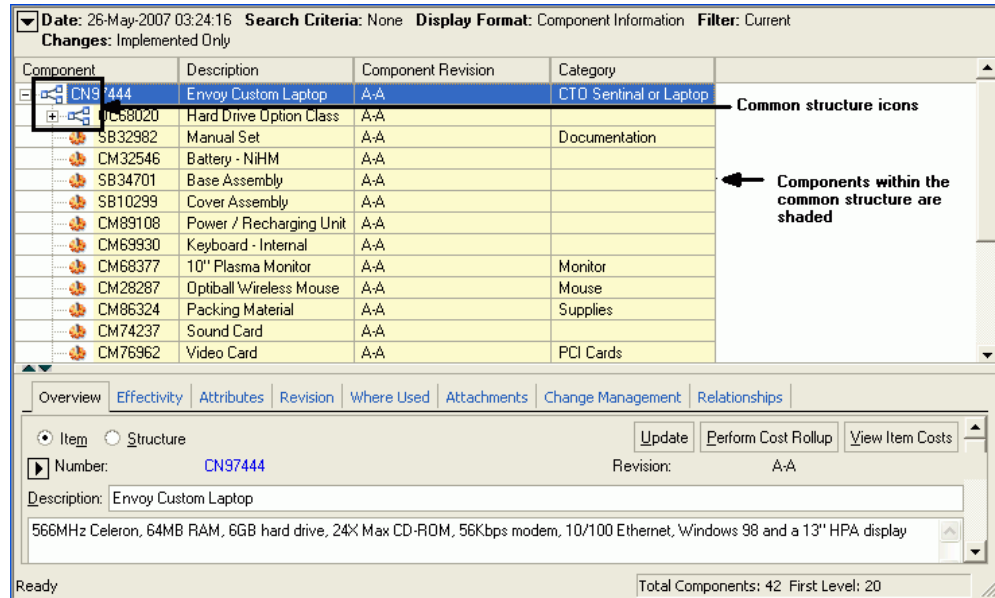 Date: 26-May-2007 03:24:16 Search Criteria: None Display Format: Component Information Filter: Current
Changes: Implemented Only
Component Description Component Revision Category
CN97444 Envoy Custom Laptop A-A CTO Sentinal or Laptop
OC68020 Hard Drive Option Class A-A
SB32982 Manual Set A-A Documentation
CM32546 Battery - NiHM A-A
SB34701 Base Assembly A-A
SB10299 Cover Assembly A-A
CM89108 Power / Recharging Unit A-A
CM69930 Keyboard - Internal A-A
CM68377 10" Plasma Monitor A-A Monitor
CM28287 Optiball Wireless Mouse A-A Mouse
CM86324 Packing Material A-A Supplies
CM74237 Sound Card A-A
CM76962 Video Card A-A PCI Cards
Common structure icons
Components within the
common structure are
shaded
Overview Effectivity Attributes Revision Where Used Attachments Change Management Relationships
Item Structure Update Perform Cost Rollup View Item Costs
Number: CN97444 Revision: A-A
Description: Envoy Custom Laptop
566MHz Celeron, 64MB RAM, 6GB hard drive, 24X Max CD-ROM, 56Kbps modem, 10/100 Ethernet, Windows 98 and a 13" HPA display
Ready Total Components: 42 First Level: 20